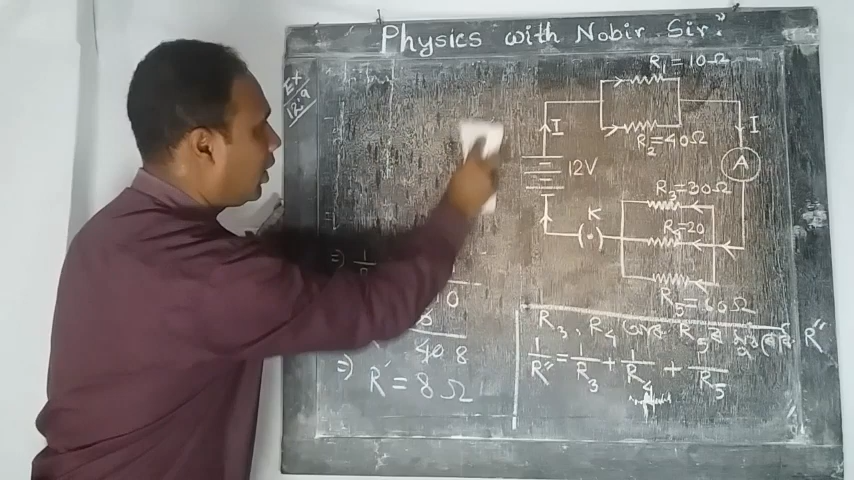 Physics with Nobir Sir."
Ex
12.9
R₁=10Ω
I
I
R₂=40Ω
A
12V
R₃=30Ω
K
R₄=20
R₅=60Ω
⇒ 1
40
8
⇒ R′=8Ω
R₃, R₄ এবং R₅ R″
1/R″ = 1/R₃ + 1/R₄ + 1/R₅